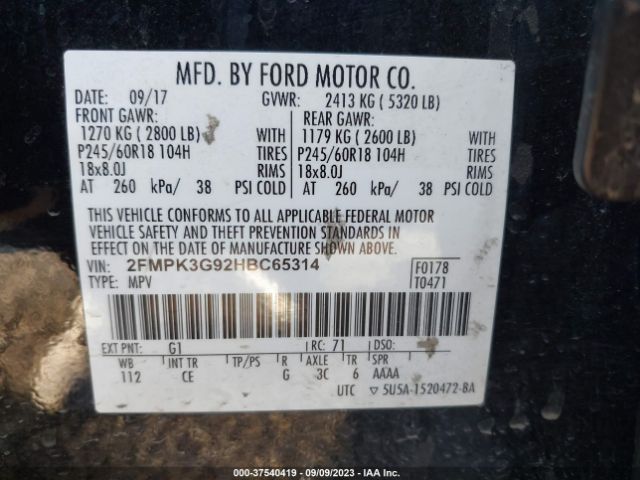 MFD. BY FORD MOTOR CO.
DATE: 09/17 GVWR: 2413 KG ( 5320 LB)
FRONT GAWR: REAR GAWR:
1270 KG ( 2800 LB) WITH 1179 KG ( 2600 LB) WITH
P245/60R18 104H TIRES P245/60R18 104H TIRES
18x8.0J RIMS 18x8.0J RIMS
AT 260 kPa/ 38 PSI COLD AT 260 kPa/ 38 PSI COLD
THIS VEHICLE CONFORMS TO ALL APPLICABLE FEDERAL MOTOR
VEHICLE SAFETY AND THEFT PREVENTION STANDARDS IN
EFFECT ON THE DATE OF MANUFACTURE SHOWN ABOVE.
VIN: 2FMPK3G92HBC65314 F0178
TYPE: MPV T0471
EXT PNT: G1 RC: 71 DSO:
WB INT TR TP/PS R AXLE TR SPR
112 CE G 3C 6 AAAA
UTC ▽ 5U5A-1520472-BA
000-37540419 - 09/09/2023 - IAA Inc.